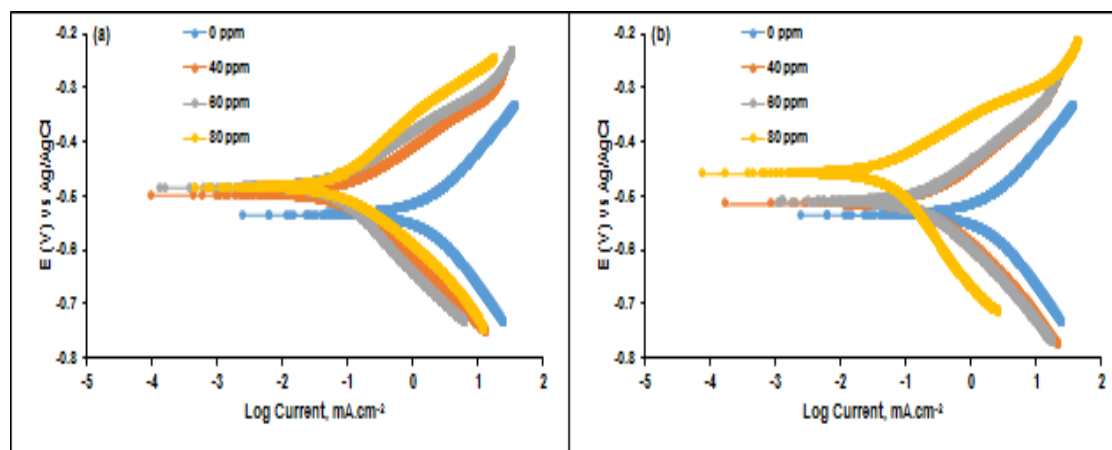 (a)
0 ppm
40 ppm
60 ppm
80 ppm
-0.2
-0.3
-0.4
-0.5
-0.6
-0.7
-0.8
E (V) vs Ag/AgCl
-5 -4 -3 -2 -1 0 1 2
Log Current, mA.cm-2
(b)
0 ppm
40 ppm
60 ppm
80 ppm
-0.2
-0.3
-0.4
-0.5
-0.6
-0.7
-0.8
E (V) vs Ag/AgCl
-5 -4 -3 -2 -1 0 1 2
Log Current, mA.cm-2